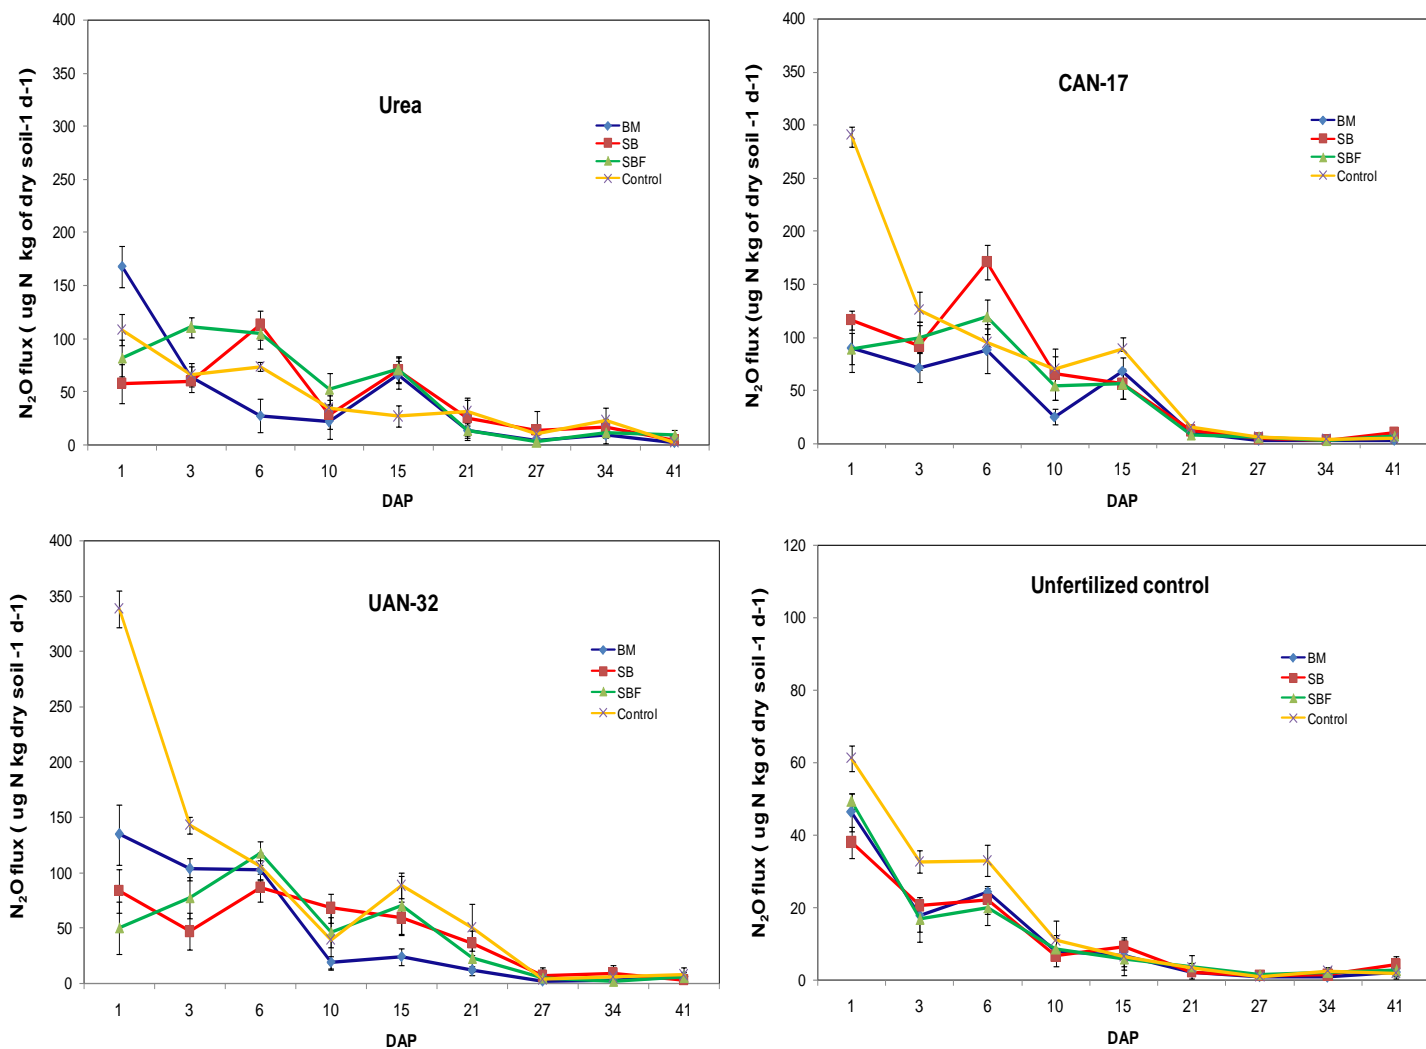 Urea
N₂O flux ( ug N kg of dry soil-1 d-1)
400
350
300
250
200
150
100
50
0
BM
SB
SBF
Control
1 3 6 10 15 21 27 34 41
DAP
CAN-17
N₂O flux (ug N kg of dry soil -1 d-1)
400
350
300
250
200
150
100
50
0
BM
SB
SBF
Control
1 3 6 10 15 21 27 34 41
DAP
UAN-32
N₂O flux ( ug N kg dry soil -1 d-1)
400
350
300
250
200
150
100
50
0
BM
SB
SBF
Control
1 3 6 10 15 21 27 34 41
DAP
Unfertilized control
N₂O flux ( ug N kg of dry soil -1 d-1)
120
100
80
60
40
20
0
BM
SB
SBF
Control
1 3 6 10 15 21 27 34 41
DAP